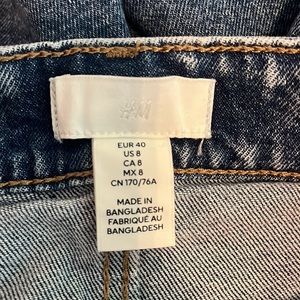 H&M
EUR 40
US 8
CA 8
MX 8
CN 170/76A
MADE IN
BANGLADESH
FABRIQUÉ AU
BANGLADESH